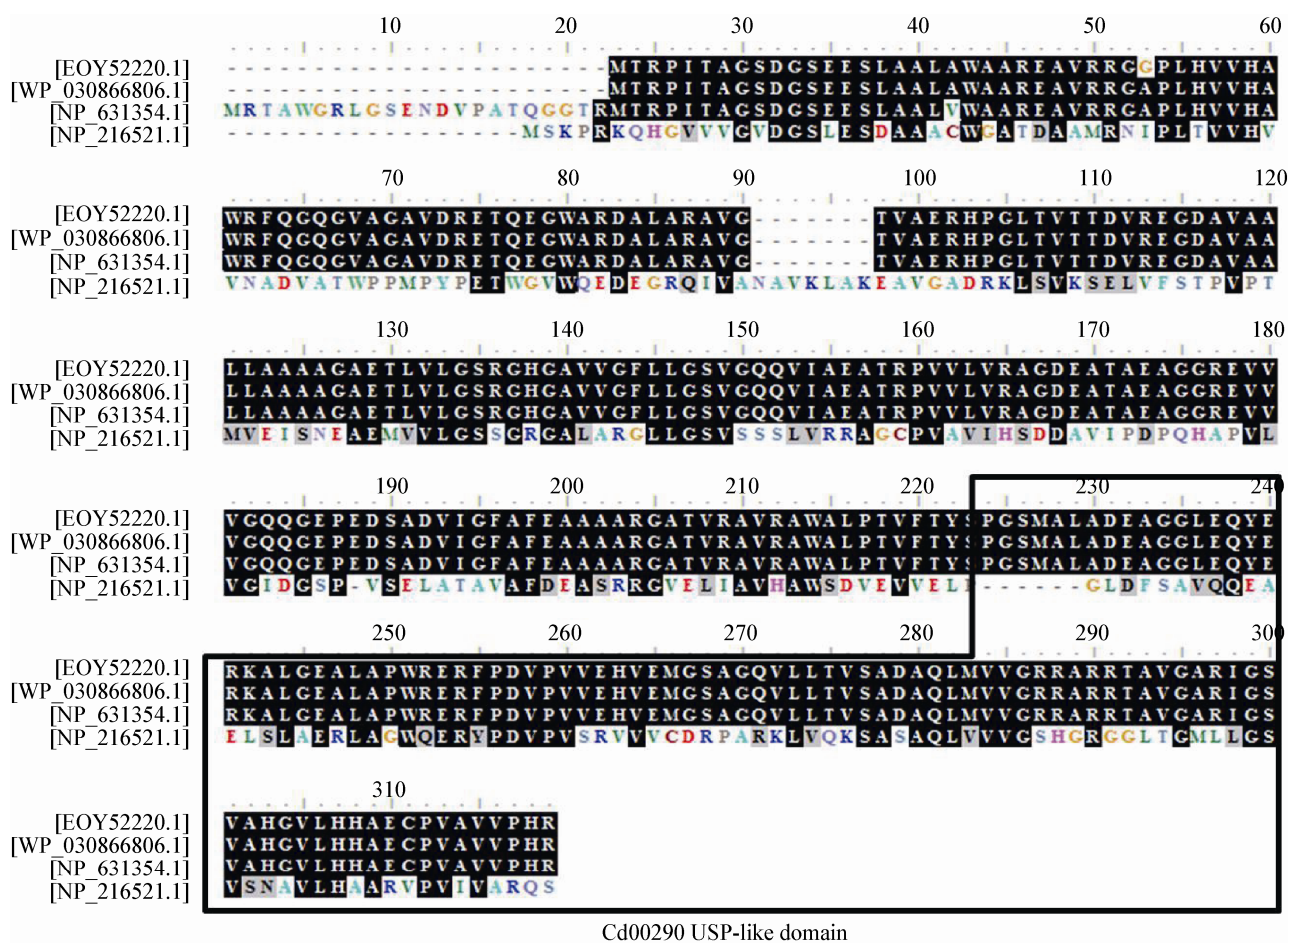 10 20 30 40 50 60
[EOY52220.1] ----------------------MTRPITAGSDGSEESLAALAWAAREAVRRGGPLHVVHA
[WP_030866806.1] ----------------------MTRPITAGSDGSEESLAALAWAAREAVRRGAPLHVVHA
[NP_631354.1] MRTAWGRLGSENDVPATQGGTRMTRPITAGSDGSEESLAALVWAAREAVRRGAPLHVVHA
[NP_216521.1] -----------------MSKPRKQHGVVVGVDGSLESDAAACWGATDAAMRNIPLTVVHV
70 80 90 100 110 120
[EOY52220.1] WRFQGQGVAGAVDRETQEGWARDALARAVG-------TVAERHPGLTVTTDVREGDAVAA
[WP_030866806.1] WRFQGQGVAGAVDRETQEGWARDALARAVG-------TVAERHPGLTVTTDVREGDAVAA
[NP_631354.1] WRFQGQGVAGAVDRETQEGWARDALARAVG-------TVAERHPGLTVTTDVREGDAVAA
[NP_216521.1] VNADVATWPPMPYPETWGVWQEDEGRQIVANAVKLAKEAVGADRKLSVKSELVFSTPVPT
130 140 150 160 170 180
[EOY52220.1] LLAAAAGAETLVLGSRGHGAVVGFLLGSVGQQVIAEATRPVVLVRAGDEATAEAGGREVV
[WP_030866806.1] LLAAAAGAETLVLGSRGHGAVVGFLLGSVGQQVIAEATRPVVLVRAGDEATAEAGGREVV
[NP_631354.1] LLAAAAGAETLVLGSRGHGAVVGFLLGSVGQQVIAEATRPVVLVRAGDEATAEAGGREVV
[NP_216521.1] MVEISNEAEMVVLGSSGRGALARGLLGSVSSSLVRRAGCPVAVIHSDDAVIPDPQHAPVL
190 200 210 220 230 240
[EOY52220.1] VGQQGEPEDSADVIGFAFEAAAARGATVRAVRAWALPTVFTYSPGSMALADEAGGLEQYE
[WP_030866806.1] VGQQGEPEDSADVIGFAFEAAAARGATVRAVRAWALPTVFTYSPGSMALADEAGGLEQYE
[NP_631354.1] VGQQGEPEDSADVIGFAFEAAAARGATVRAVRAWALPTVFTYSPGSMALADEAGGLEQYE
[NP_216521.1] VGIDGSP-VSELATAVAFDEASRRGVELIAVHAWSDVEVVEL ------GLDFSAVQQEA
250 260 270 280 290 300
[EOY52220.1] RKALGEALAPWRERFPDVPVVEHVEMGSAGQVLLTVSADAQLMVVGRRARRTAVGARIGS
[WP_030866806.1] RKALGEALAPWRERFPDVPVVEHVEMGSAGQVLLTVSADAQLMVVGRRARRTAVGARIGS
[NP_631354.1] RKALGEALAPWRERFPDVPVVEHVEMGSAGQVLLTVSADAQLMVVGRRARRTAVGARIGS
[NP_216521.1] ELSLAERLAGWQERYPDVPVSRVVVCDRPARKLVQKSASAQLVVVGSHGRGGLTGMLLGS
310
[EOY52220.1] VAHGVLHHAECPVAVVPHR
[WP_030866806.1] VAHGVLHHAECPVAVVPHR
[NP_631354.1] VAHGVLHHAECPVAVVPHR
[NP_216521.1] VSNAVLHAARVPVIVARQS
Cd00290 USP-like domain